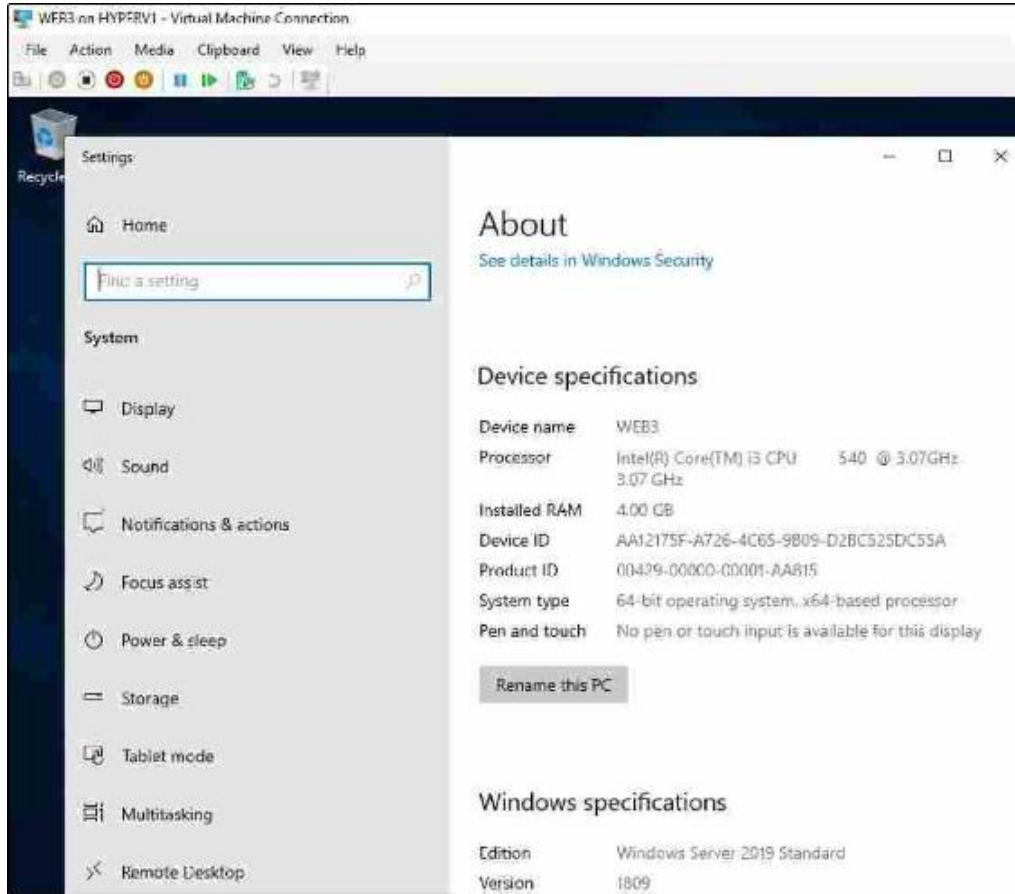 WEB3 on HYPERV1 - Virtual Machine Connection
File Action Media Clipboard View Help
Recycle
Settings
Home
Find a setting
System
Display
Sound
Notifications & actions
Focus assist
Power & sleep
Storage
Tablet mode
Multitasking
Remote Desktop
About
See details in Windows Security
Device specifications
Device name WEB3
Processor Intel(R) Core(TM) i3 CPU 540 @ 3.07GHz
3.07 GHz
Installed RAM 4.00 GB
Device ID AA12175F-A726-4C65-9809-D2BC525DC55A
Product ID 00429-00000-00001-AA815
System type 64-bit operating system, x64-based processor
Pen and touch No pen or touch input is available for this display
Rename this PC
Windows specifications
Edition Windows Server 2019 Standard
Version 1809